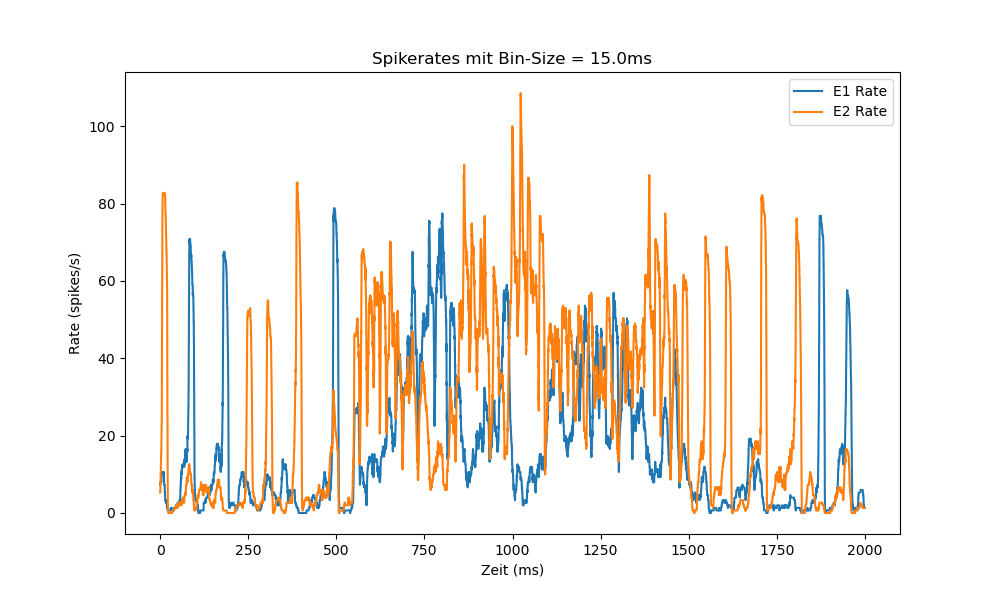 Spikerates mit Bin-Size = 15.0ms
E1 Rate
E2 Rate
Rate (spikes/s)
100
80
60
40
20
0
0 250 500 750 1000 1250 1500 1750 2000
Zeit (ms)